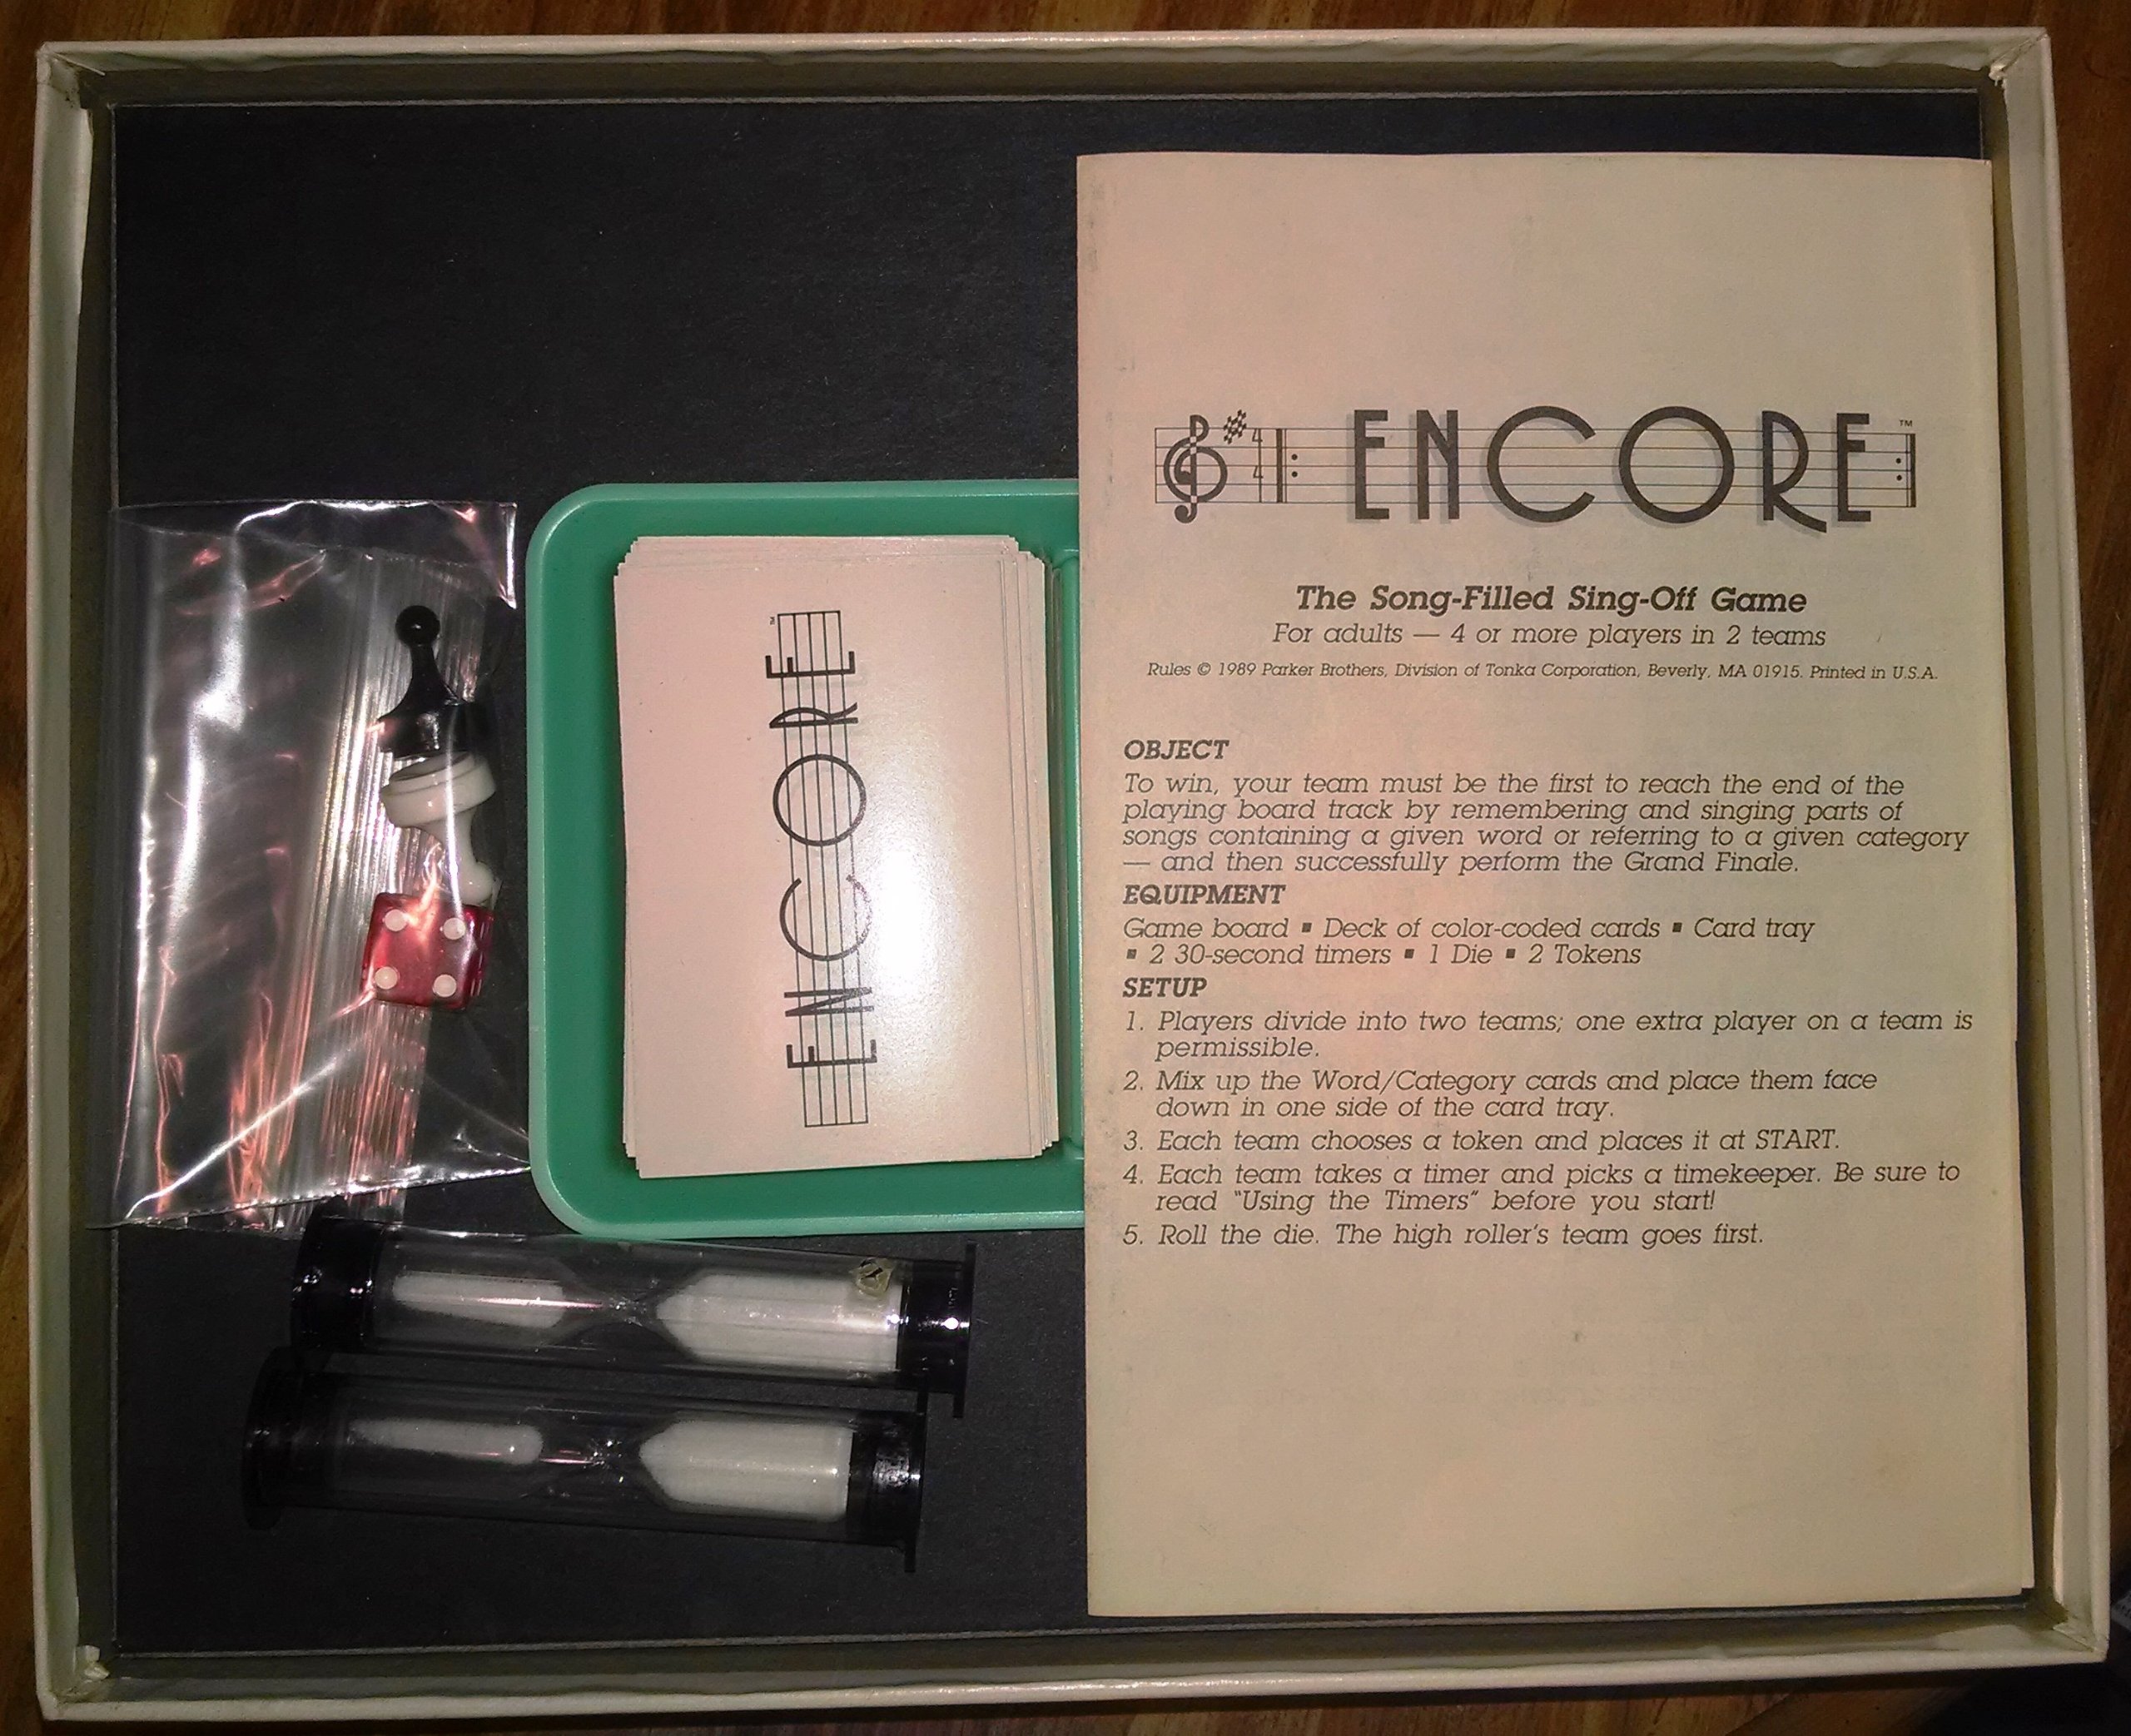 ENCORE
ENCORE™
The Song-Filled Sing-Off Game
For adults — 4 or more players in 2 teams
Rules © 1989 Parker Brothers, Division of Tonka Corporation, Beverly, MA 01915. Printed in U.S.A.
OBJECT
To win, your team must be the first to reach the end of the
playing board track by remembering and singing parts of
songs containing a given word or referring to a given category
— and then successfully perform the Grand Finale.
EQUIPMENT
Game board ▪ Deck of color-coded cards ▪ Card tray
▪ 2 30-second timers ▪ 1 Die ▪ 2 Tokens
SETUP
1. Players divide into two teams; one extra player on a team is
permissible.
2. Mix up the Word/Category cards and place them face
down in one side of the card tray.
3. Each team chooses a token and places it at START.
4. Each team takes a timer and picks a timekeeper. Be sure to
read "Using the Timers" before you start!
5. Roll the die. The high roller's team goes first.